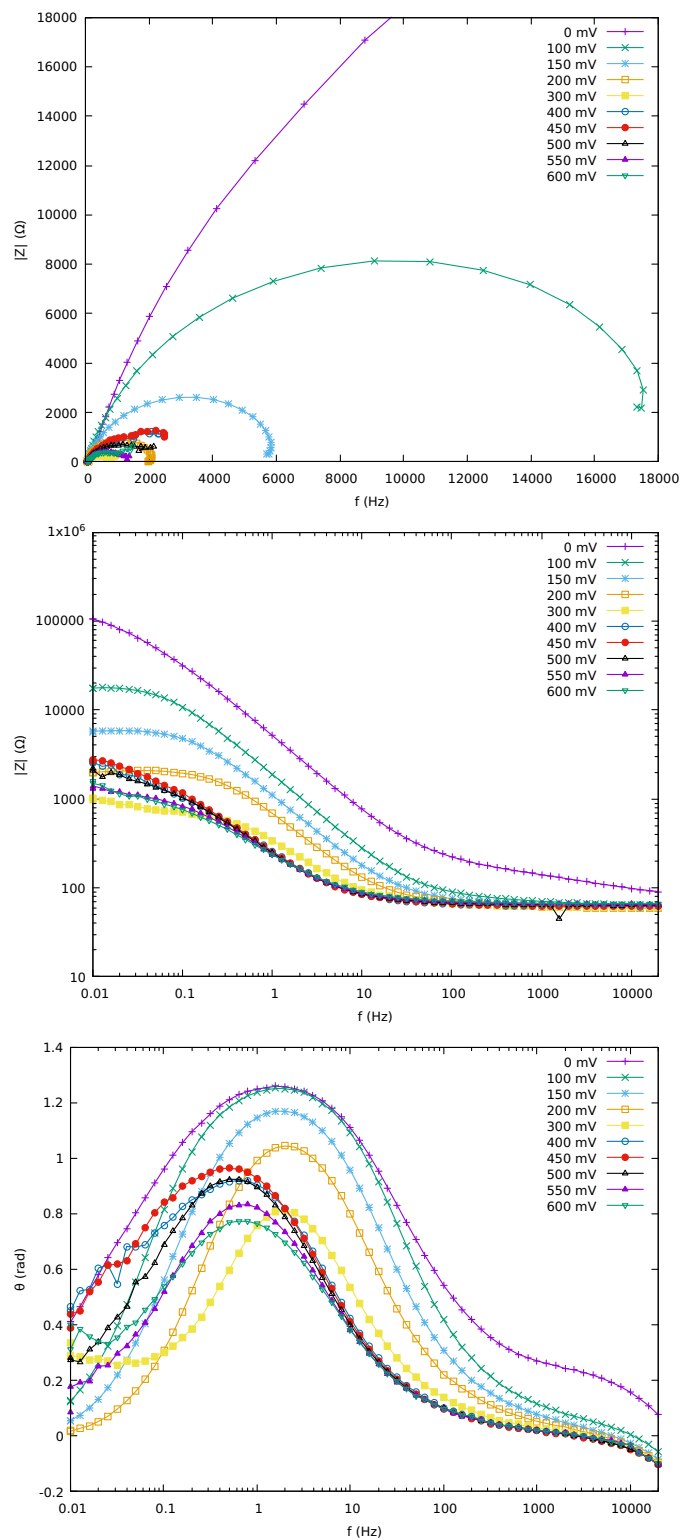 18000
16000
14000
12000
10000
8000
6000
4000
2000
0
|Z| (Ω)
0 mV
100 mV
150 mV
200 mV
300 mV
400 mV
450 mV
500 mV
550 mV
600 mV
0 2000 4000 6000 8000 10000 12000 14000 16000 18000
f (Hz)
1x10⁶
100000
10000
1000
100
10
|Z| (Ω)
0 mV
100 mV
150 mV
200 mV
300 mV
400 mV
450 mV
500 mV
550 mV
600 mV
0.01 0.1 1 10 100 1000 10000
f (Hz)
1.4
1.2
1
0.8
0.6
0.4
0.2
0
-0.2
θ (rad)
0 mV
100 mV
150 mV
200 mV
300 mV
400 mV
450 mV
500 mV
550 mV
600 mV
0.01 0.1 1 10 100 1000 10000
f (Hz)